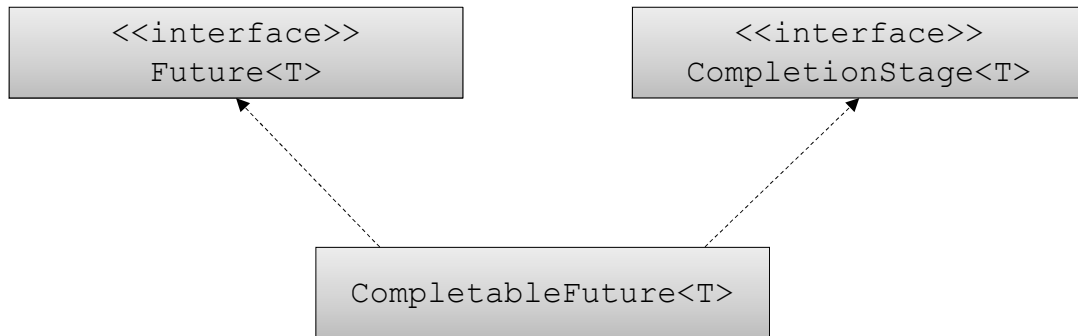 <<interface>>
Future<T>
<<interface>>
CompletionStage<T>
CompletableFuture<T>